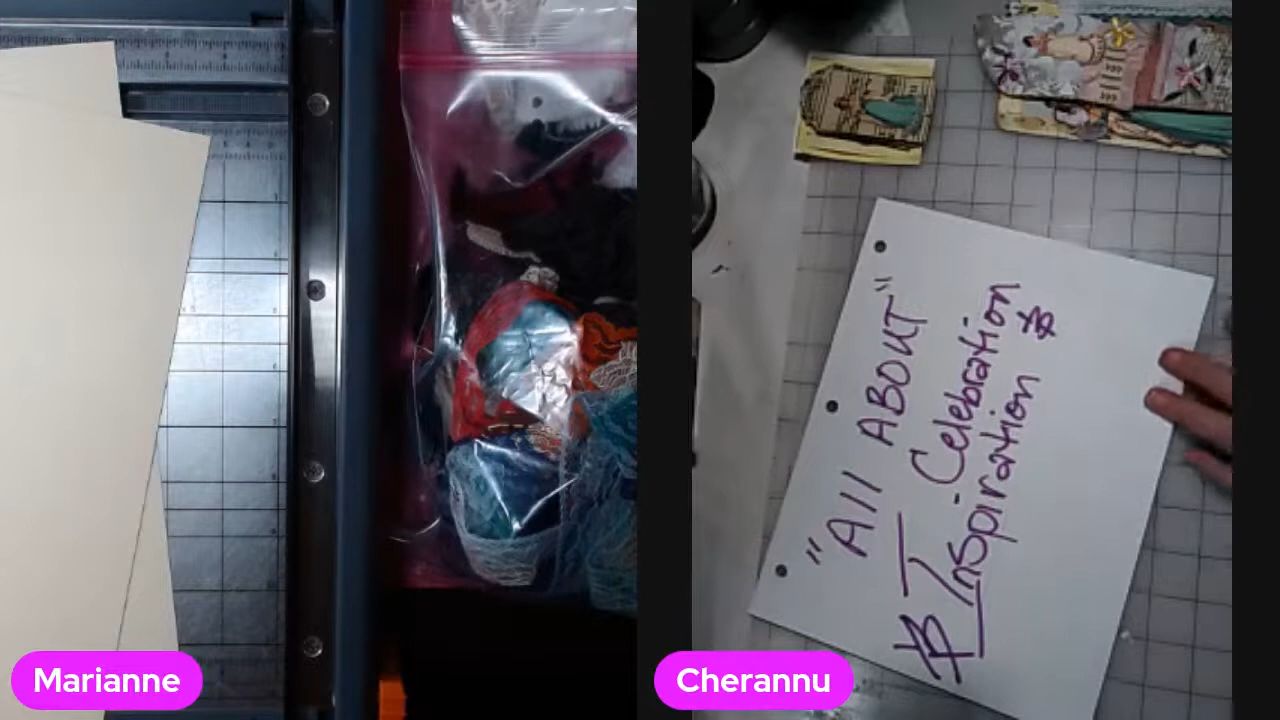 "All ABOUT"
Celebration
Inspiration
Marianne
Cherannu